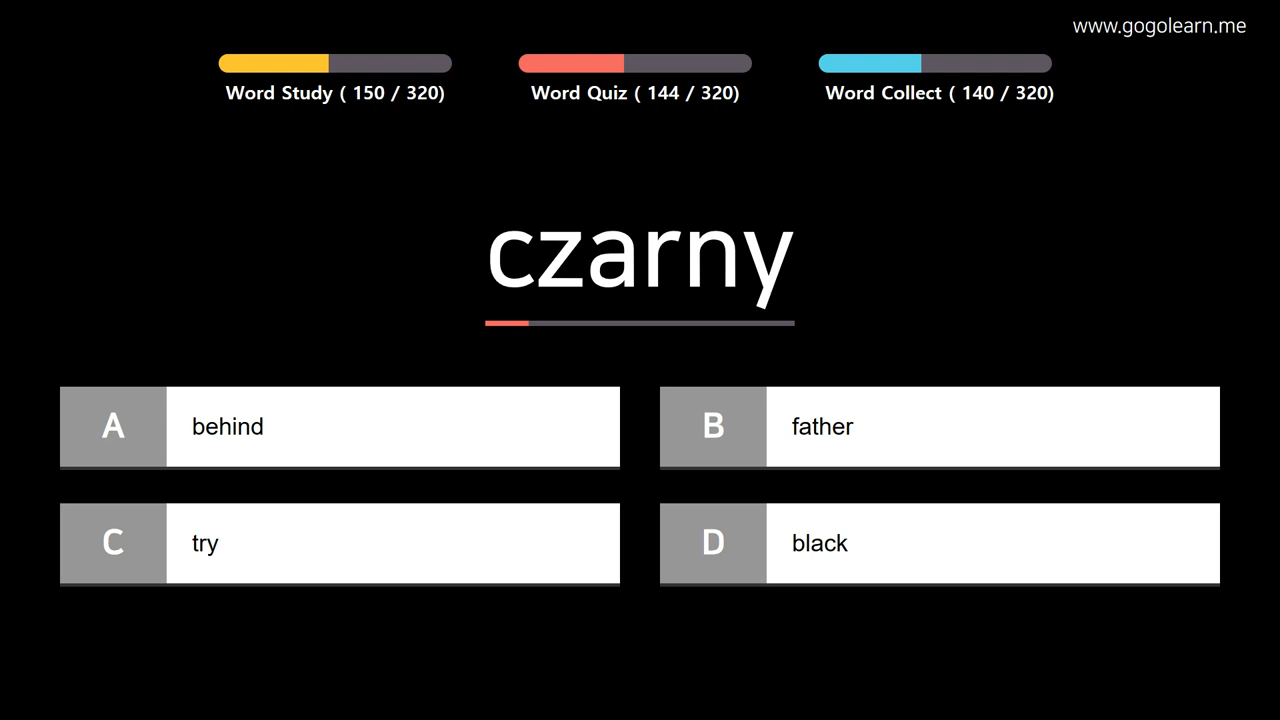 www.gogolearn.me
Word Study ( 150 / 320)
Word Quiz ( 144 / 320)
Word Collect ( 140 / 320)
czarny
A behind
B father
C try
D black